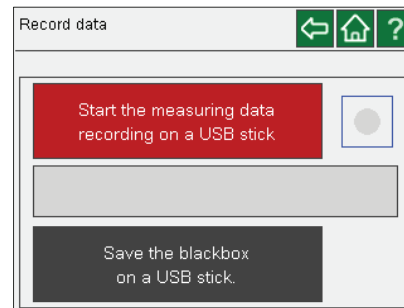 Record data
?
Start the measuring data
recording on a USB stick
Save the blackbox
on a USB stick.